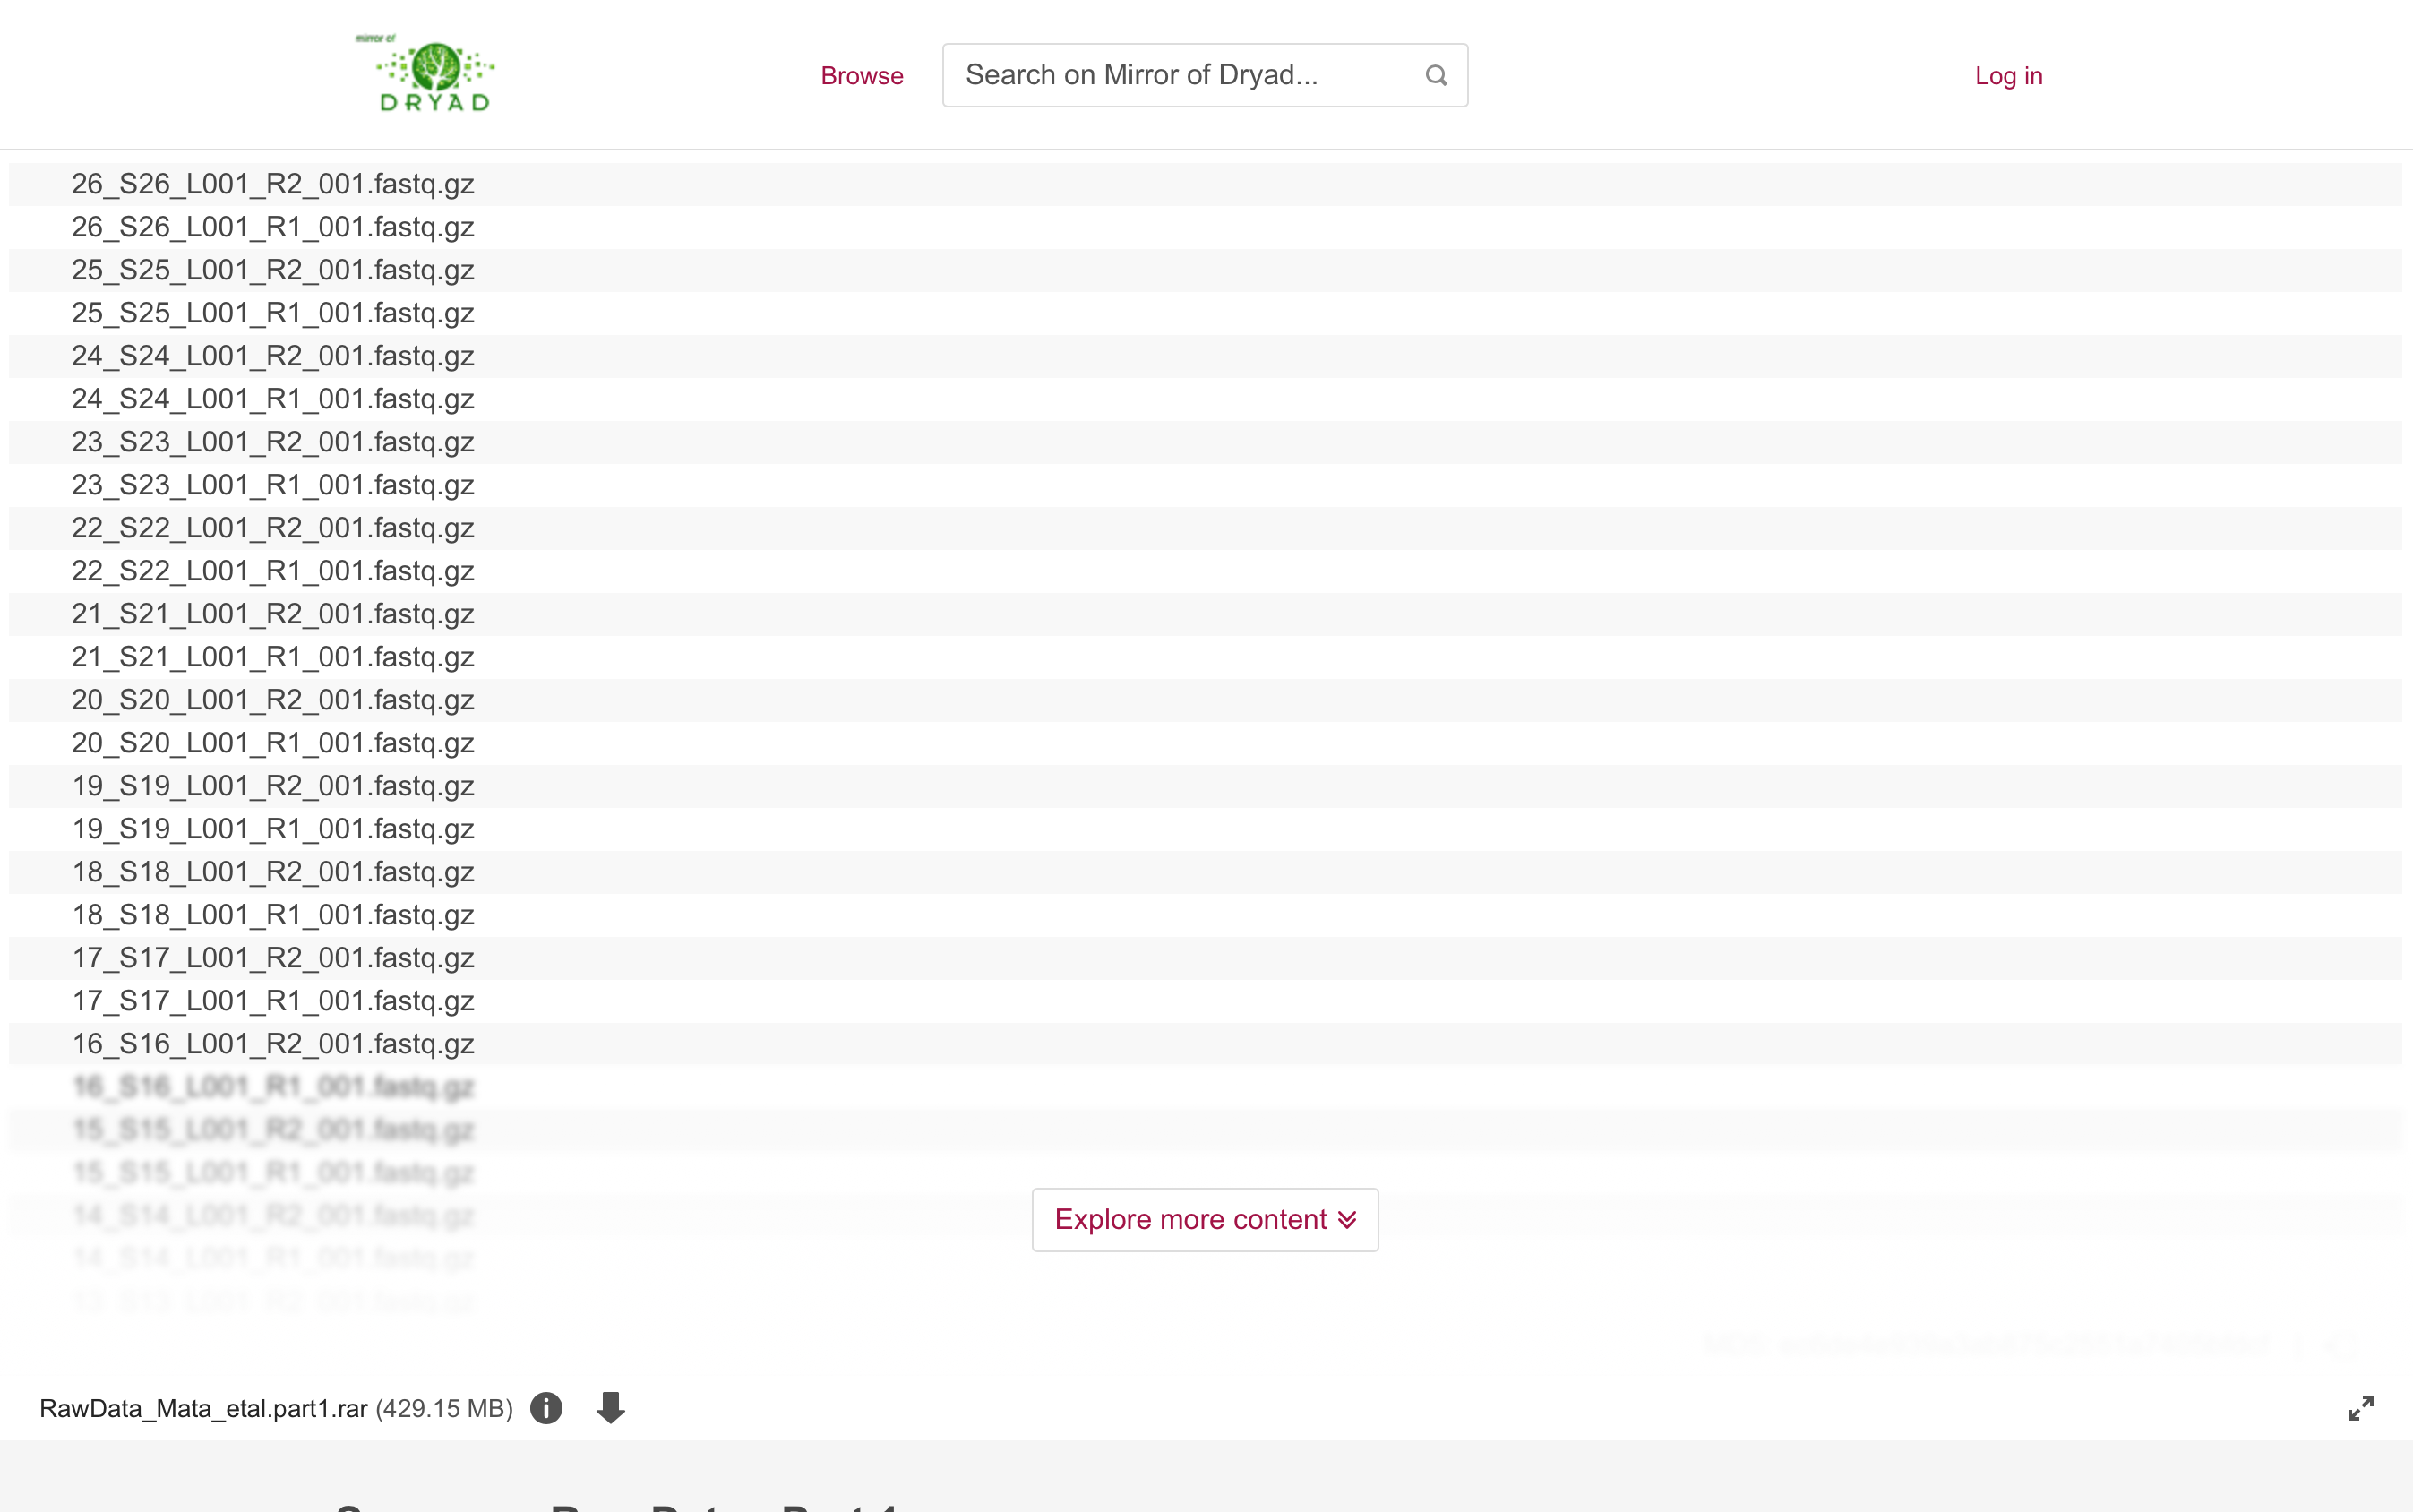 mirror of
DRYAD
Browse
Search on Mirror of Dryad...
Log in
26_S26_L001_R2_001.fastq.gz
26_S26_L001_R1_001.fastq.gz
25_S25_L001_R2_001.fastq.gz
25_S25_L001_R1_001.fastq.gz
24_S24_L001_R2_001.fastq.gz
24_S24_L001_R1_001.fastq.gz
23_S23_L001_R2_001.fastq.gz
23_S23_L001_R1_001.fastq.gz
22_S22_L001_R2_001.fastq.gz
22_S22_L001_R1_001.fastq.gz
21_S21_L001_R2_001.fastq.gz
21_S21_L001_R1_001.fastq.gz
20_S20_L001_R2_001.fastq.gz
20_S20_L001_R1_001.fastq.gz
19_S19_L001_R2_001.fastq.gz
19_S19_L001_R1_001.fastq.gz
18_S18_L001_R2_001.fastq.gz
18_S18_L001_R1_001.fastq.gz
17_S17_L001_R2_001.fastq.gz
17_S17_L001_R1_001.fastq.gz
16_S16_L001_R2_001.fastq.gz
16_S16_L001_R1_001.fastq.gz
15_S15_L001_R2_001.fastq.gz
15_S15_L001_R1_001.fastq.gz
14_S14_L001_R2_001.fastq.gz
14_S14_L001_R1_001.fastq.gz
Explore more content
RawData_Mata_etal.part1.rar (429.15 MB)